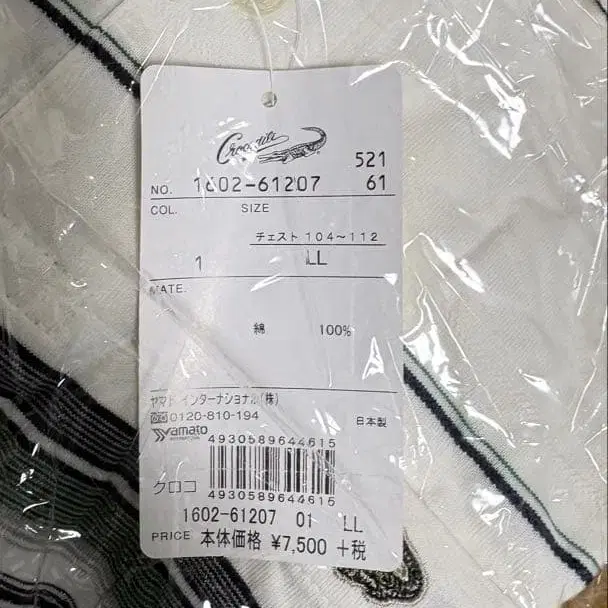 Crocodile
521
NO. 1602-61207 61
COL. SIZE
チェスト 104~112
1 LL
MATE.
綿 100%
ヤマト インターナショナル(株)
0120-810-194 日本製
Yamato
INTERNATIONAL
4930589644615
クロコ
4930589644615
1602-61207 01 LL
PRICE 本体価格 ¥7,500 +税